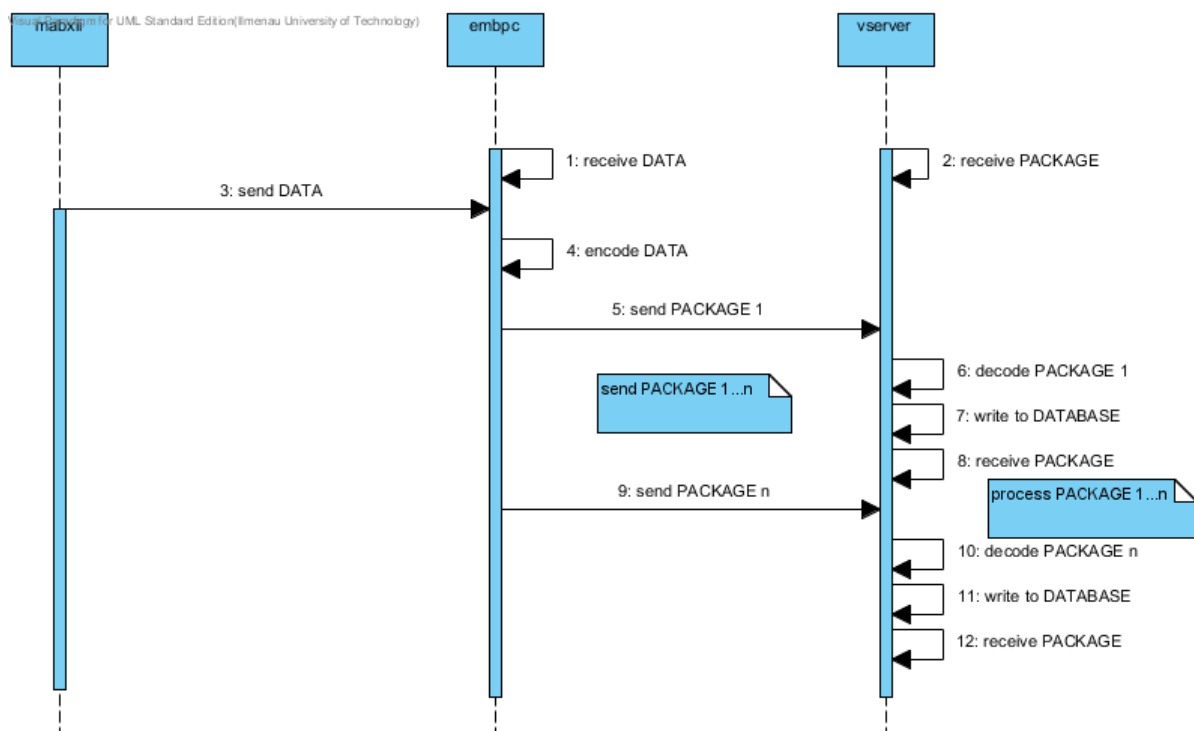 Visual Paradigm for UML Standard Edition(Ilmenau University of Technology)
mabxii
embpc
vserver
1: receive DATA
2: receive PACKAGE
3: send DATA
4: encode DATA
5: send PACKAGE 1
6: decode PACKAGE 1
send PACKAGE 1...n
7: write to DATABASE
8: receive PACKAGE
9: send PACKAGE n
process PACKAGE 1...n
10: decode PACKAGE n
11: write to DATABASE
12: receive PACKAGE